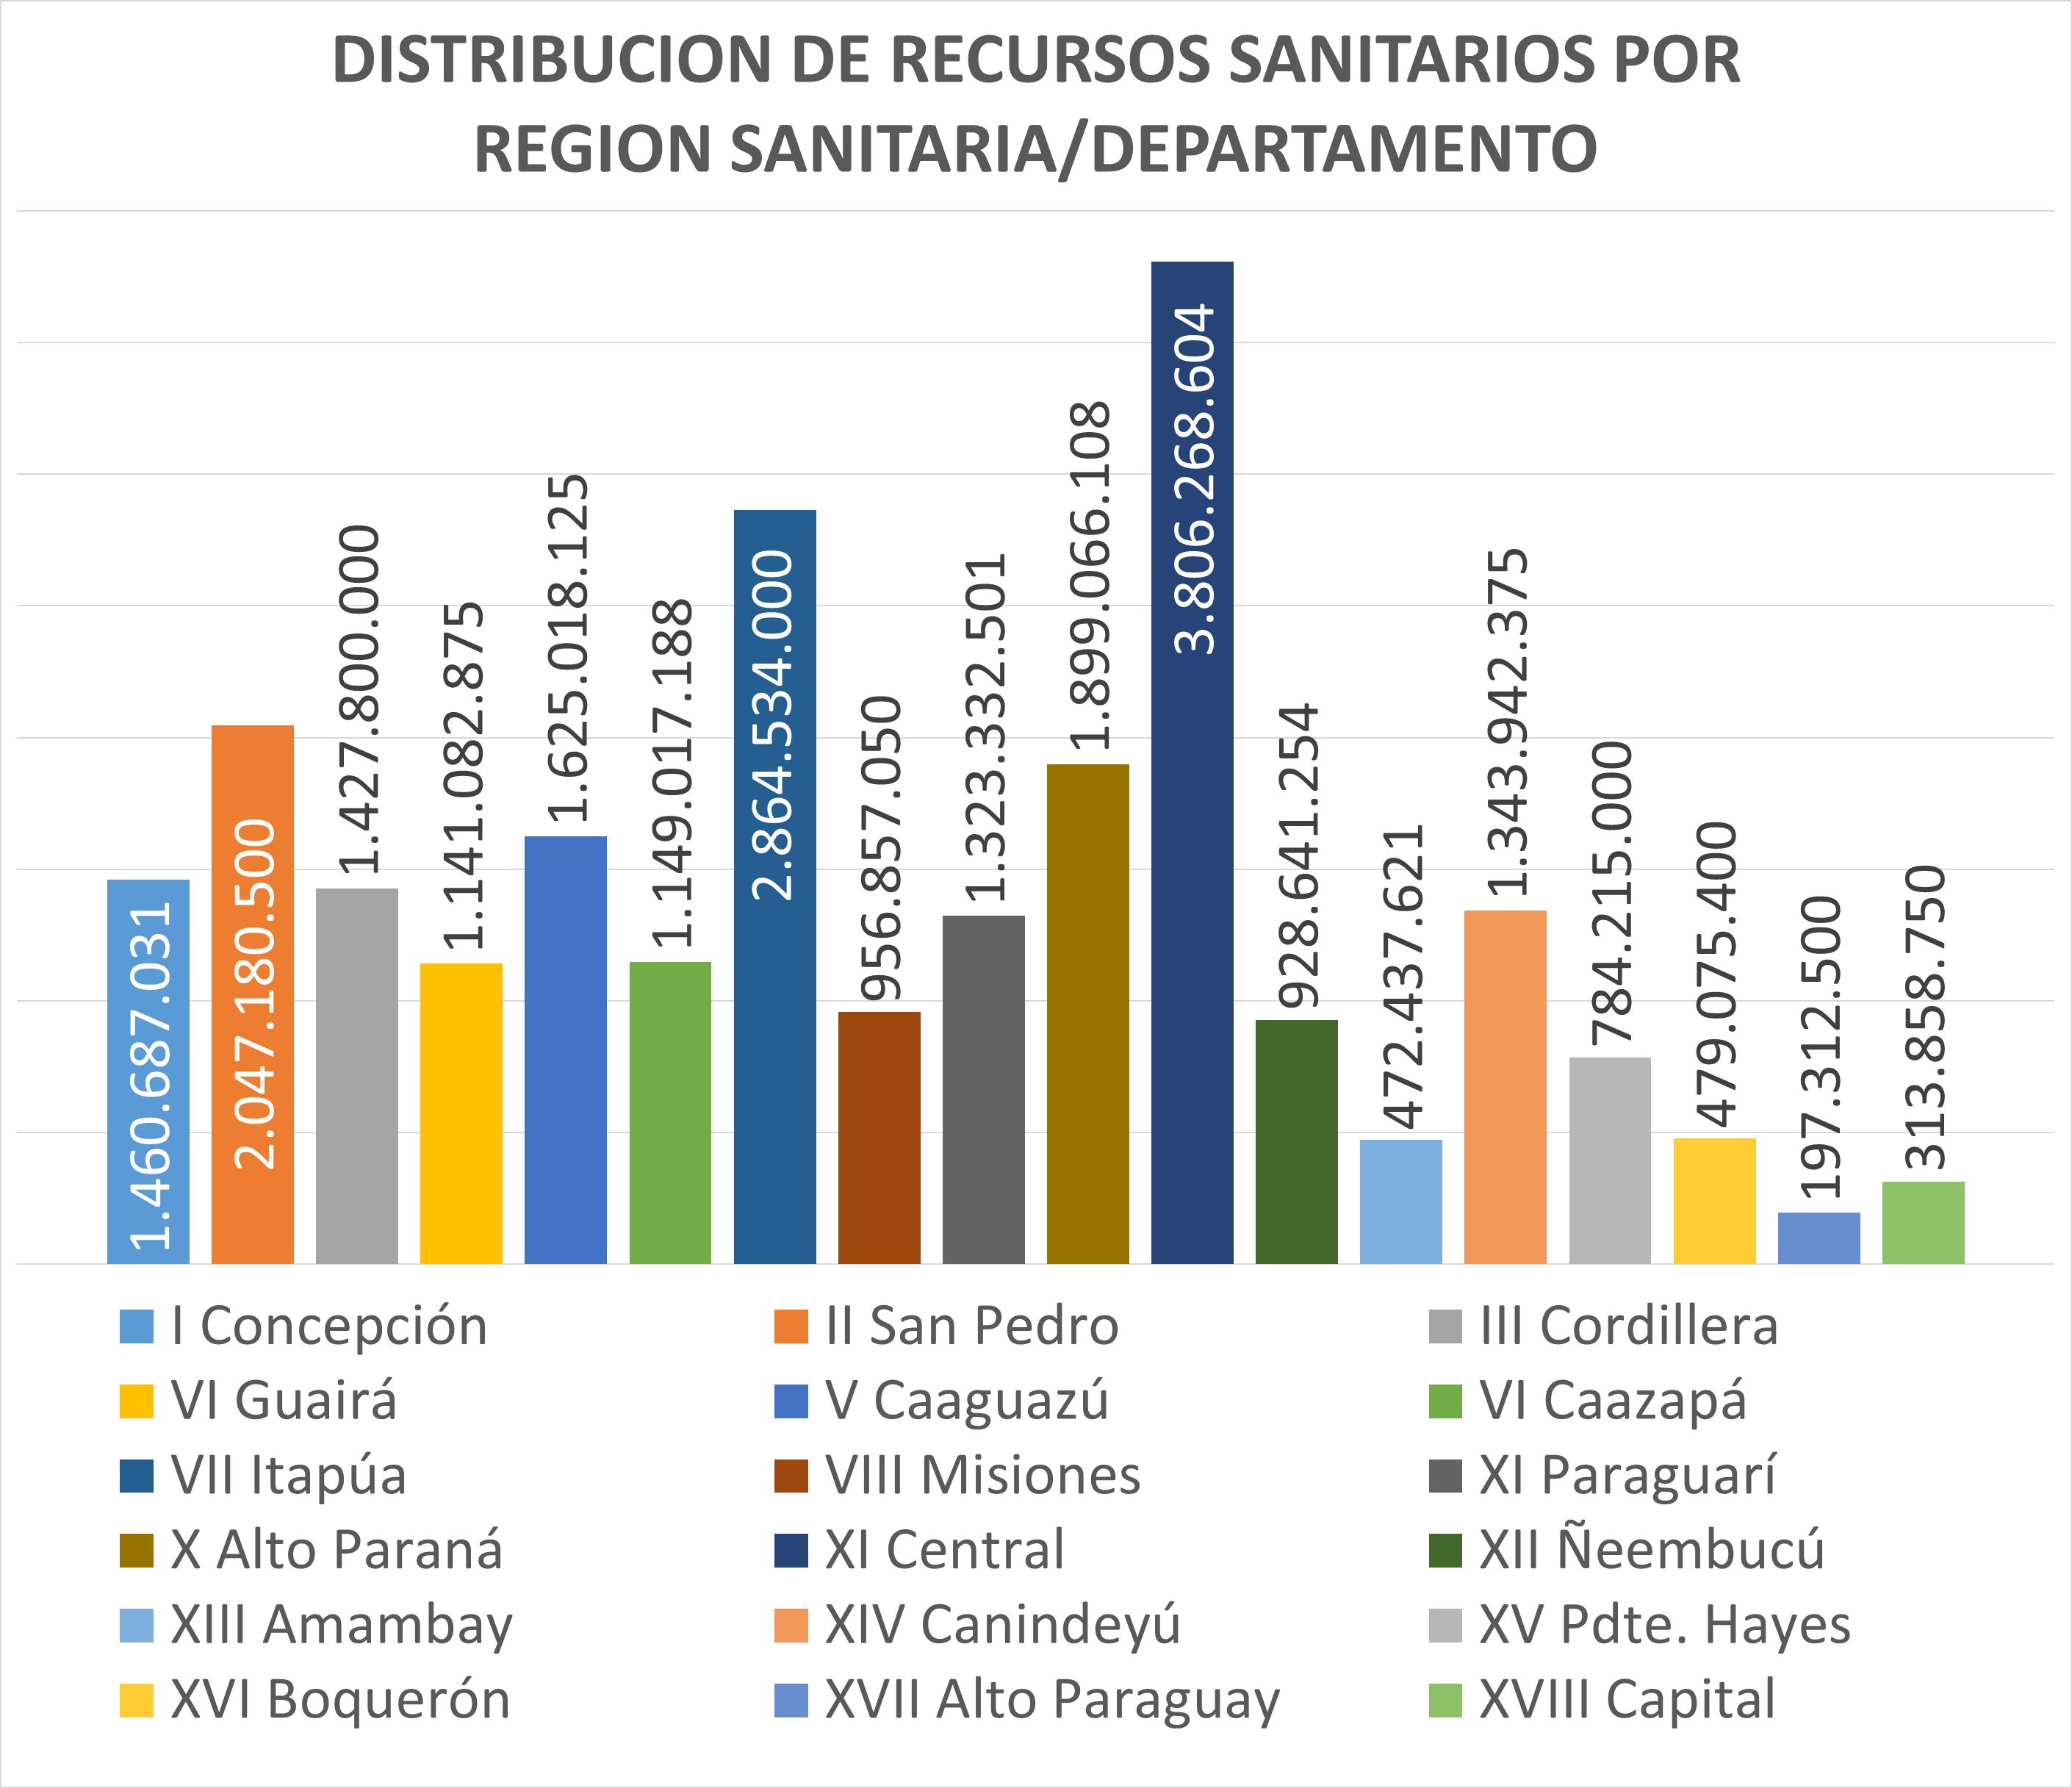 DISTRIBUCION DE RECURSOS SANITARIOS POR
REGION SANITARIA/DEPARTAMENTO
1.460.687.031
2.047.180.500
1.427.800.000
1.141.082.875
1.625.018.125
1.149.017.188
2.864.534.000
956.857.050
1.323.332.501
1.899.066.108
3.806.268.604
928.641.254
472.437.621
1.343.942.375
784.215.000
479.075.400
197.312.500
313.858.750
I Concepción
II San Pedro
III Cordillera
VI Guairá
V Caaguazú
VI Caazapá
VII Itapúa
VIII Misiones
XI Paraguarí
X Alto Paraná
XI Central
XII Ñeembucú
XIII Amambay
XIV Canindeyú
XV Pdte. Hayes
XVI Boquerón
XVII Alto Paraguay
XVIII Capital